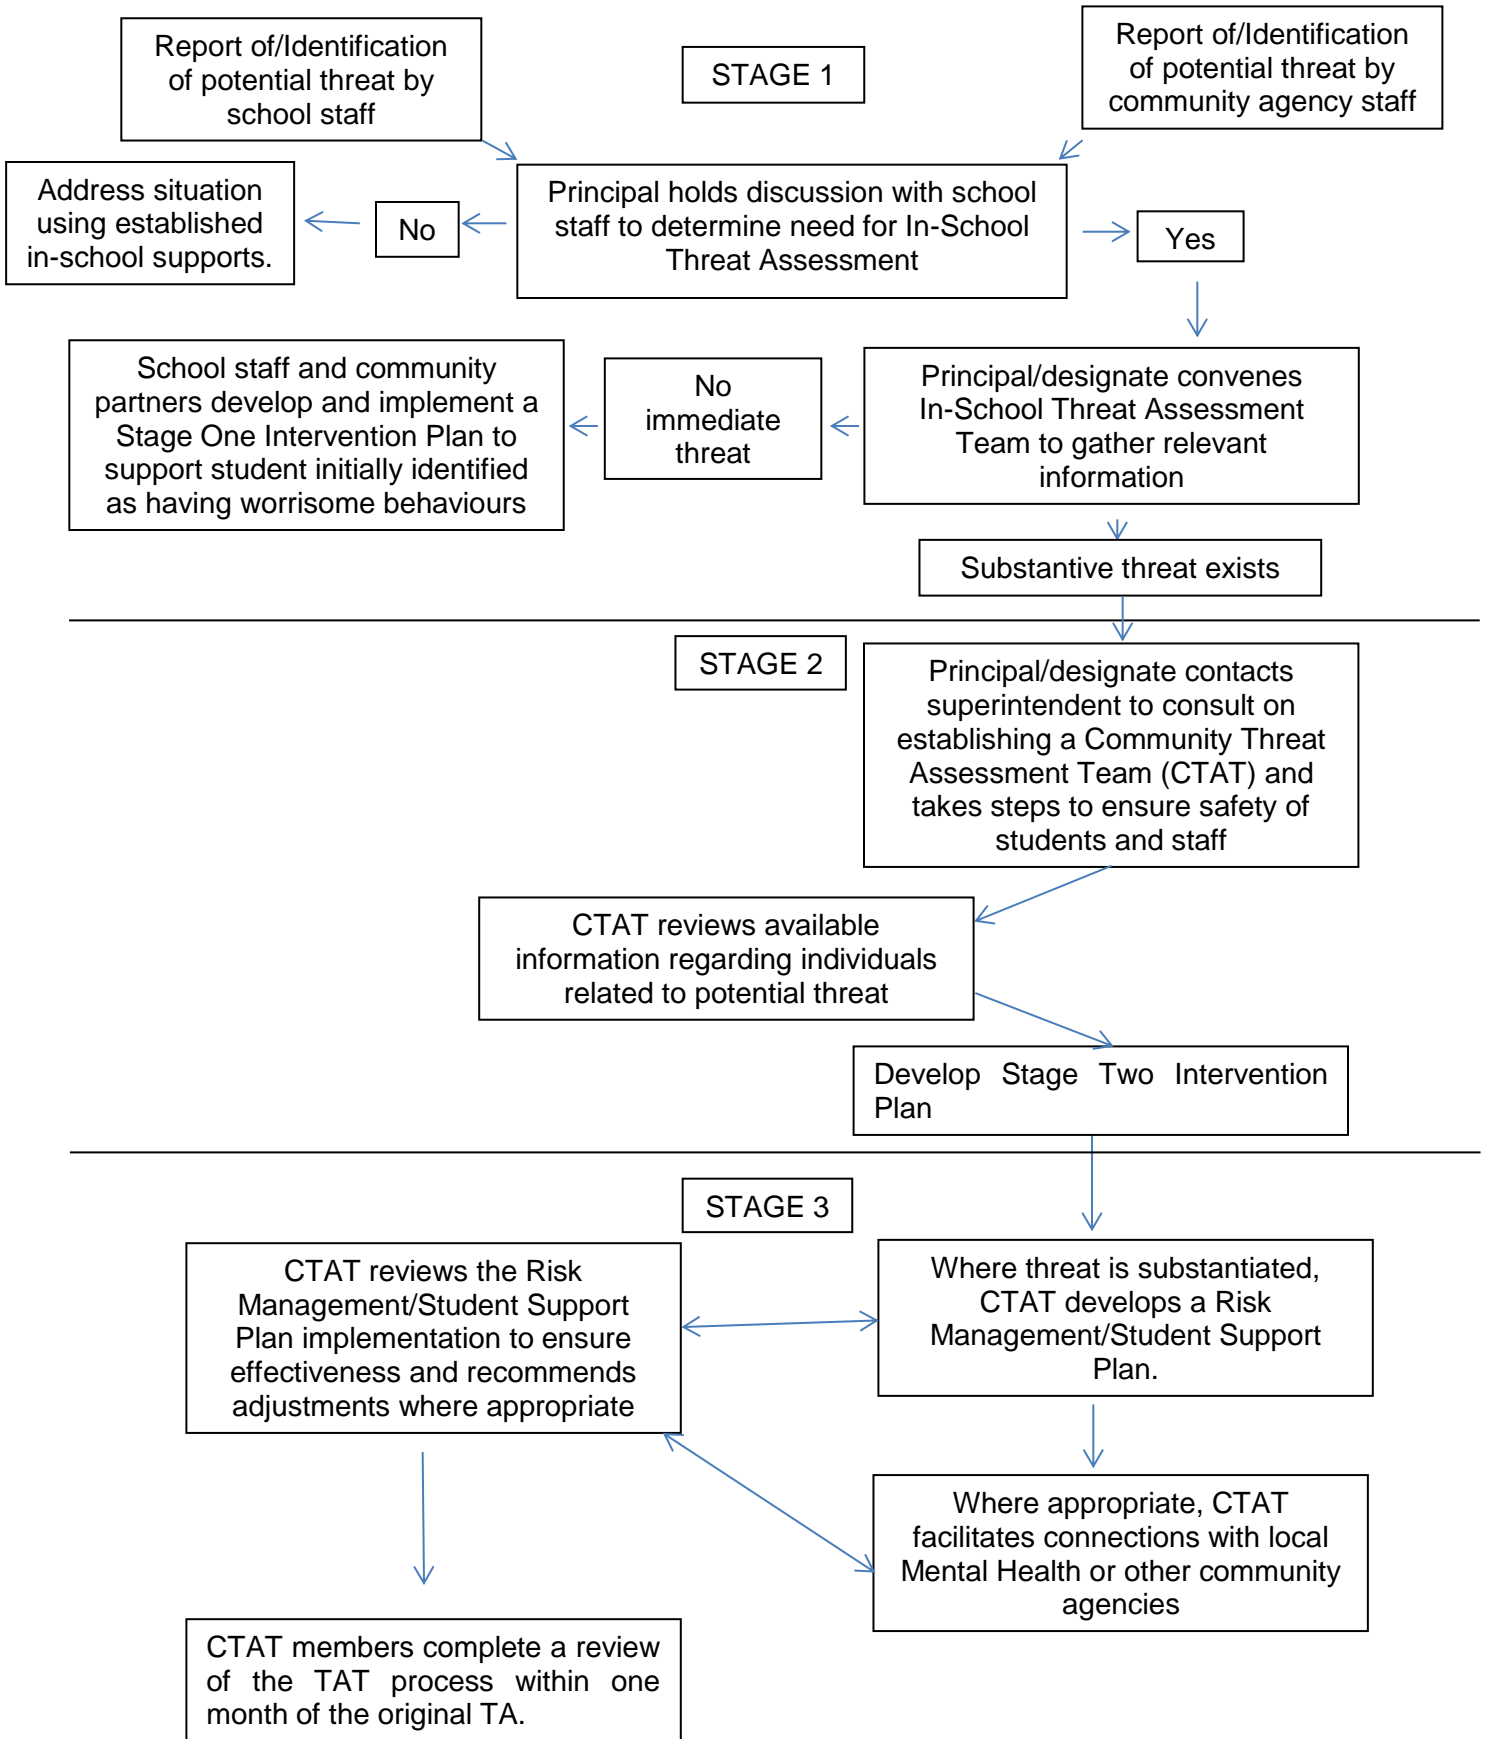 Report of/Identification
of potential threat by
school staff
STAGE 1
Report of/Identification
of potential threat by
community agency staff
Address situation
using established
in-school supports.
No
Principal holds discussion with school
staff to determine need for In-School
Threat Assessment
Yes
School staff and community
partners develop and implement a
Stage One Intervention Plan to
support student initially identified
as having worrisome behaviours
No
immediate
threat
Principal/designate convenes
In-School Threat Assessment
Team to gather relevant
information
Substantive threat exists
STAGE 2
Principal/designate contacts
superintendent to consult on
establishing a Community Threat
Assessment Team (CTAT) and
takes steps to ensure safety of
students and staff
CTAT reviews available
information regarding individuals
related to potential threat
Develop Stage Two Intervention
Plan
STAGE 3
CTAT reviews the Risk
Management/Student Support
Plan implementation to ensure
effectiveness and recommends
adjustments where appropriate
Where threat is substantiated,
CTAT develops a Risk
Management/Student Support
Plan.
Where appropriate, CTAT
facilitates connections with local
Mental Health or other community
agencies
CTAT members complete a review
of the TAT process within one
month of the original TA.